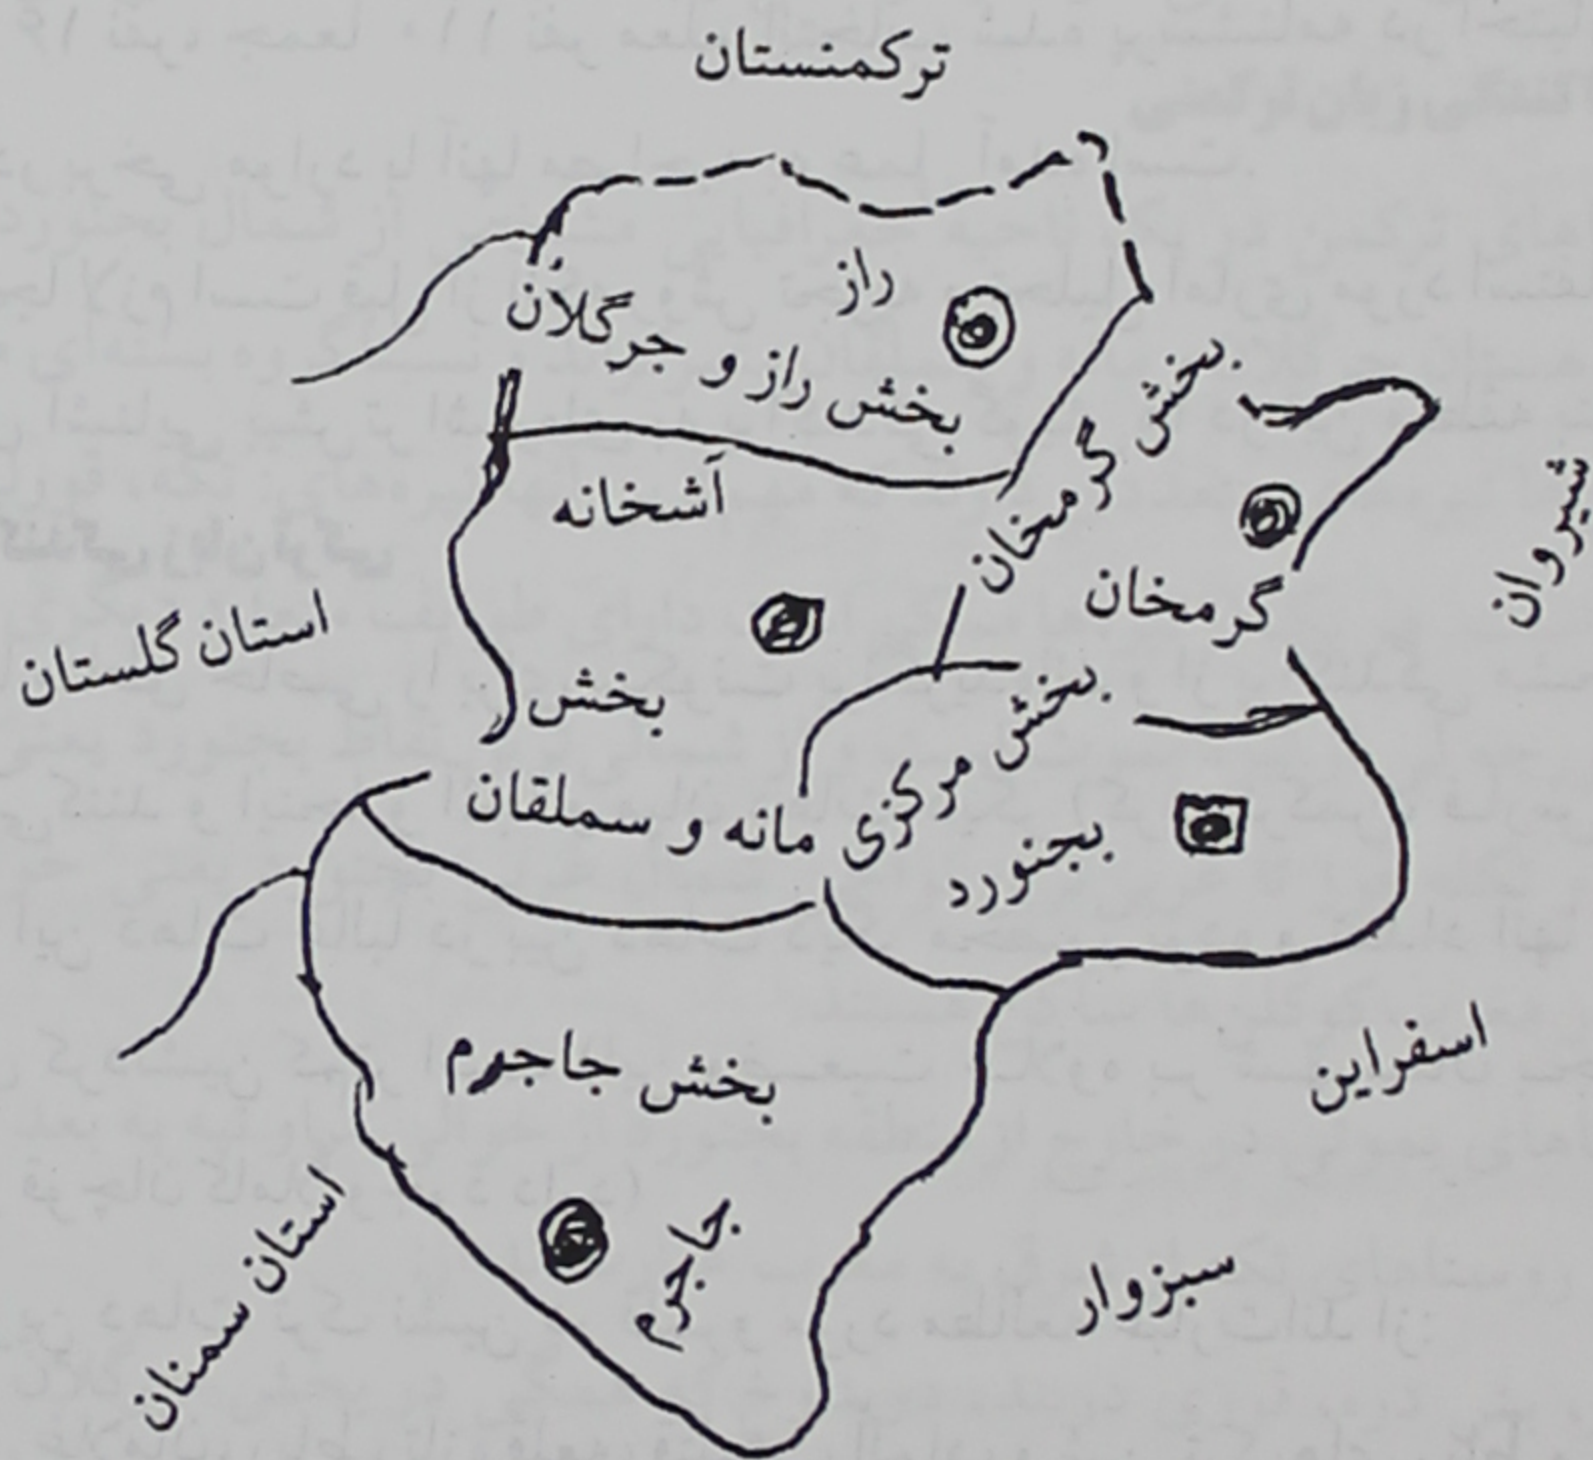 ترکمنستان
راز
بخش راز و جرگلان
بخش گرمخان
آشخانه
گرمخان
شیروان
استان گلستان
بخش
مانه و سملقان
بخش مرکزی
بجنورد
بخش جاجرم
اسفراین
جاجرم
استان سمنان
سبزوار